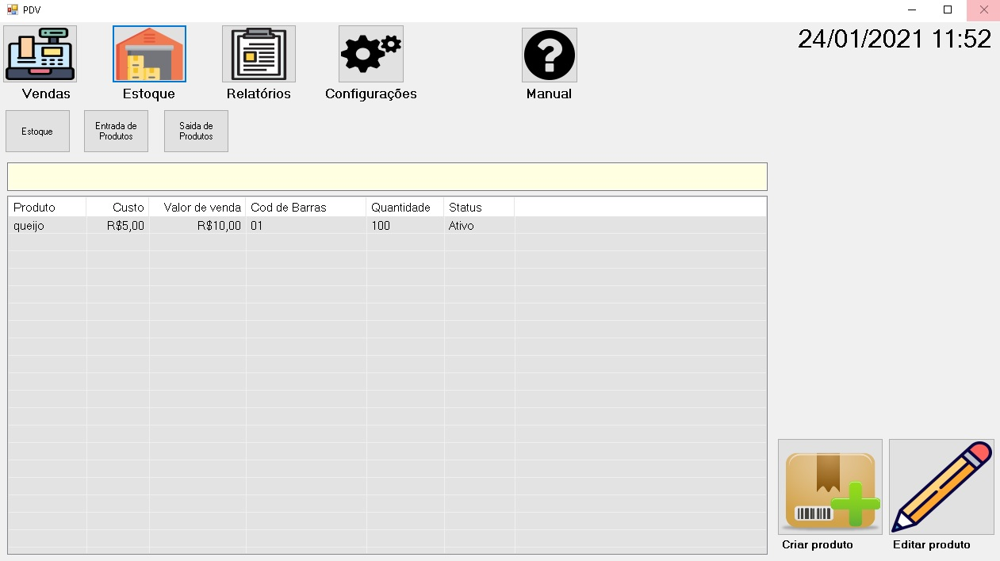 PDV
24/01/2021 11:52
Vendas Estoque Relatórios Configurações Manual
Estoque
Entrada de
Produtos
Saida de
Produtos
Produto Custo Valor de venda Cod de Barras Quantidade Status
queijo R$5,00 R$10,00 01 100 Ativo
Criar produto Editar produto